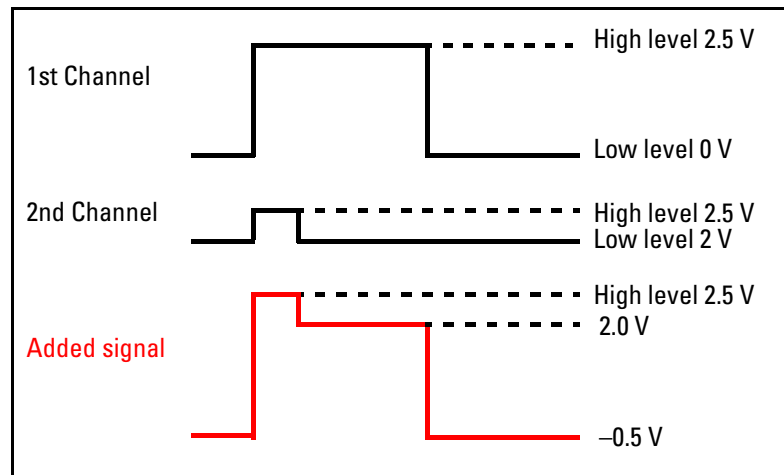 High level 2.5 V
1st Channel
Low level 0 V
2nd Channel
High level 2.5 V
Low level 2 V
High level 2.5 V
2.0 V
Added signal
–0.5 V